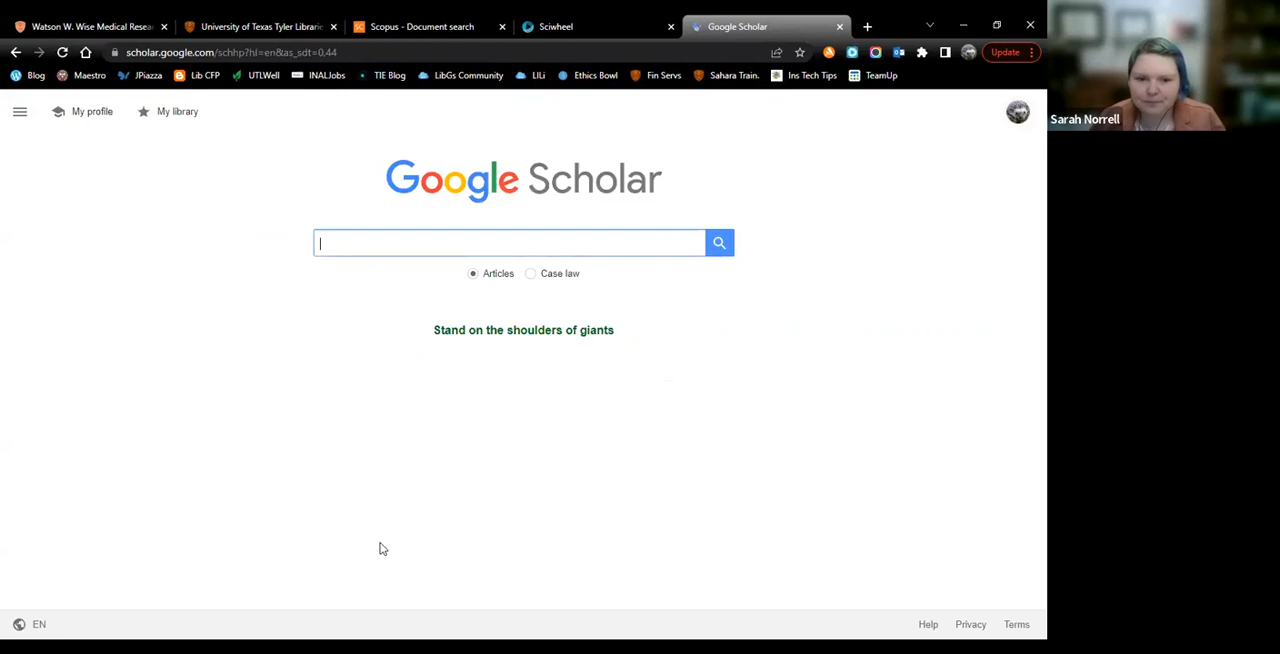 Watson W. Wise Medical Resea
University of Texas Tyler Librarie
SC Scopus - Document search
Sciwheel
Google Scholar
scholar.google.com/schhp?hl=en&as_sdt=0,44
Update
Blog
Maestro
JPiazza
Lib CFP
UTLWell
INALJobs
TIE Blog
LibGs Community
LILi
Ethics Bowl
Fin Servs
Sahara Train.
Ins Tech Tips
TeamUp
My profile
My library
Sarah Norrell
Google Scholar
Articles
Case law
Stand on the shoulders of giants
EN
Help
Privacy
Terms